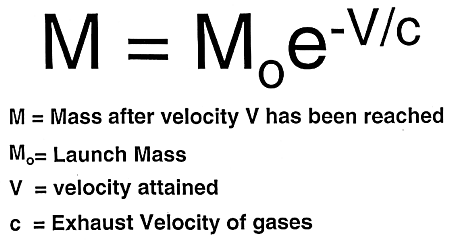 M = Moe-V/c
M = Mass after velocity V has been reached
Mo= Launch Mass
V = velocity attained
c = Exhaust Velocity of gases